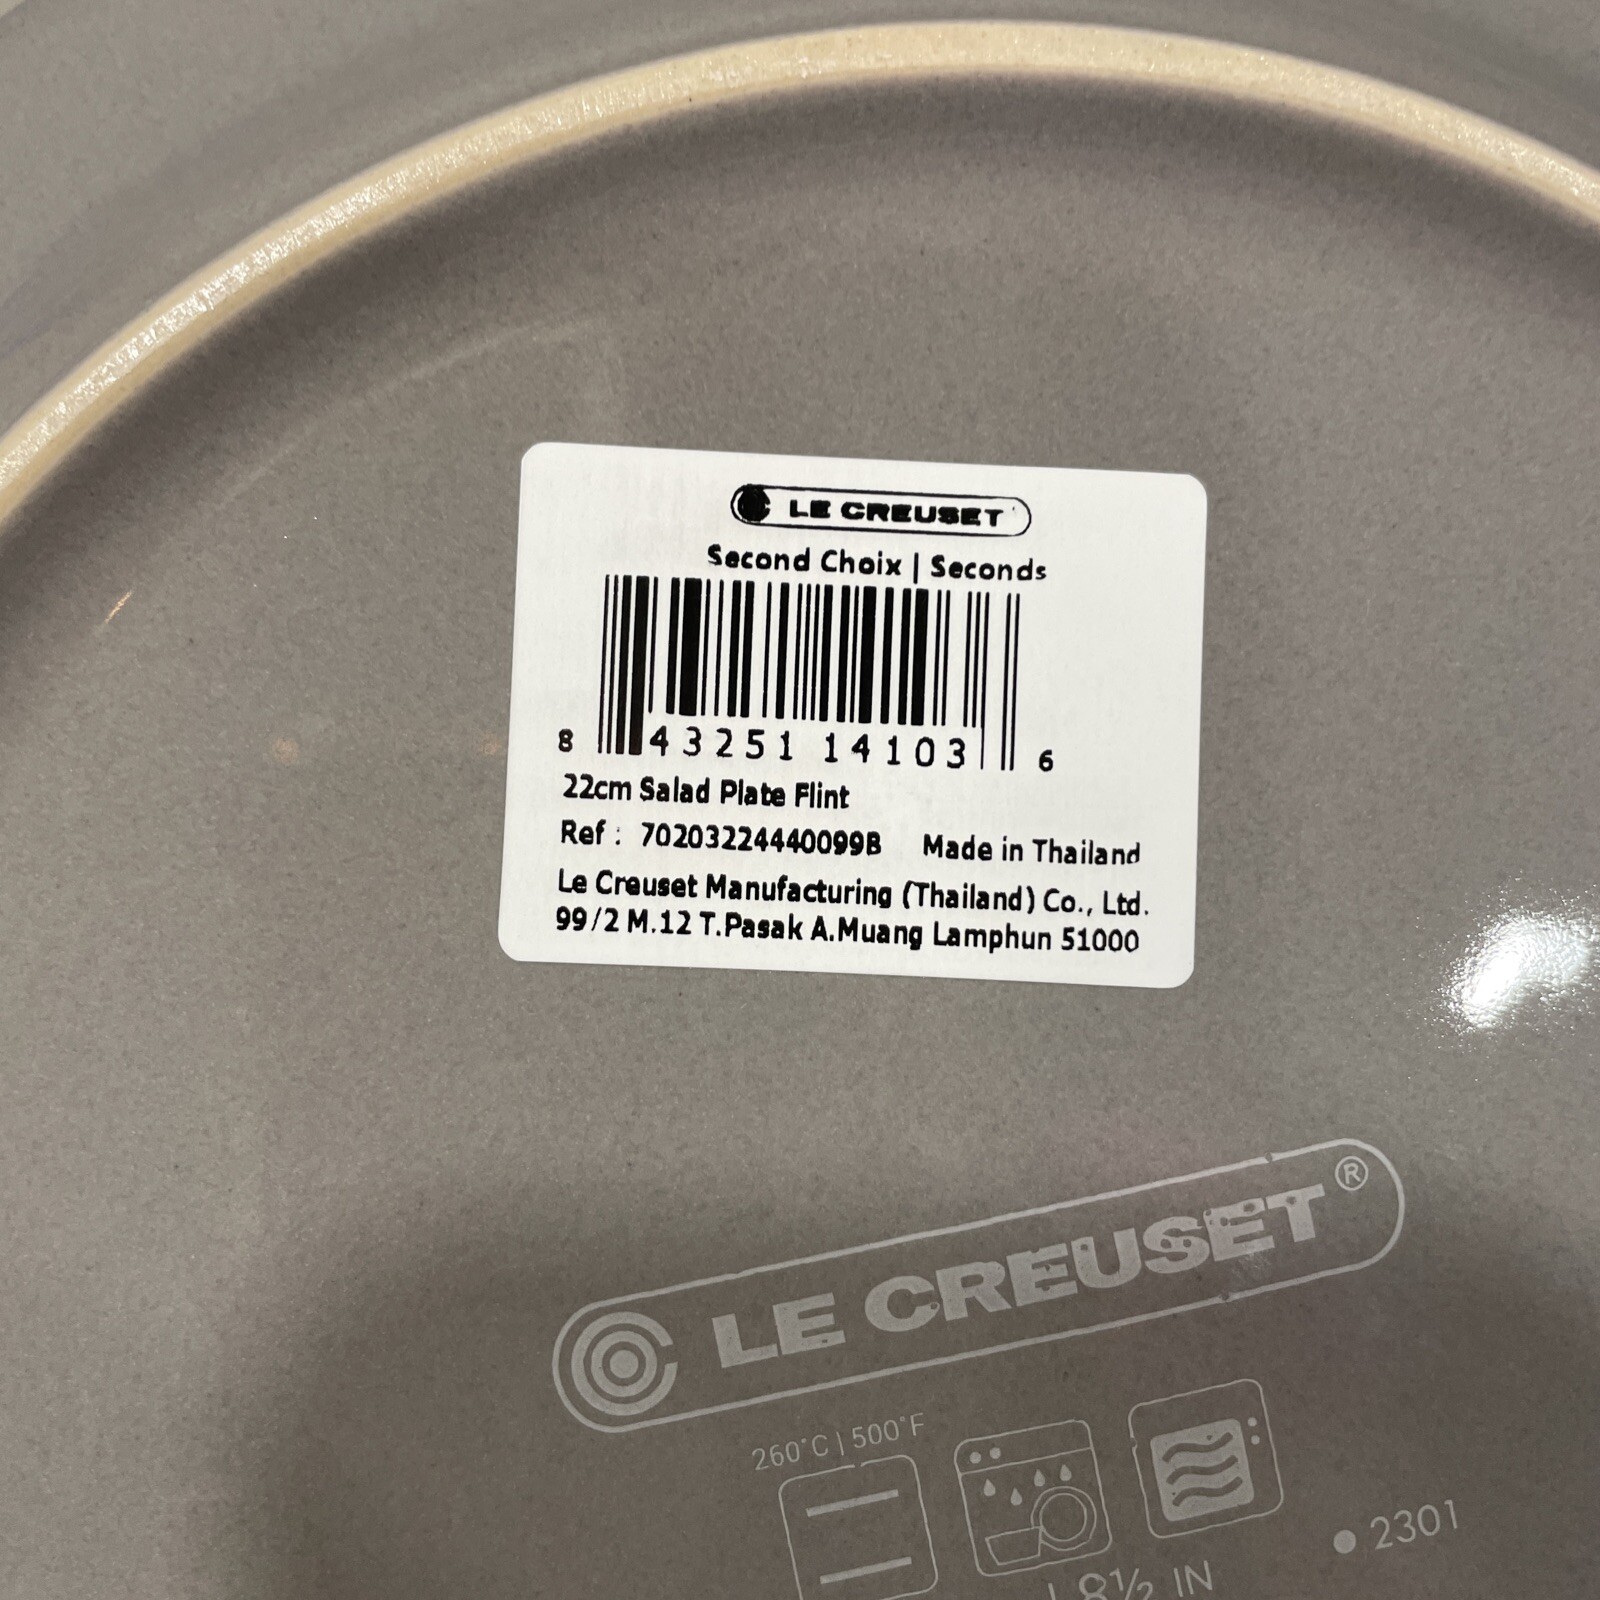 LE CREUSET
Second Choix | Seconds
8 43251 14103 6
22cm Salad Plate Flint
Ref : 70203224440099B Made in Thailand
Le Creuset Manufacturing (Thailand) Co., Ltd.
99/2 M.12 T.Pasak A.Muang Lamphun 51000
LE CREUSET ®
260°C | 500°F
2301
| 8½ IN